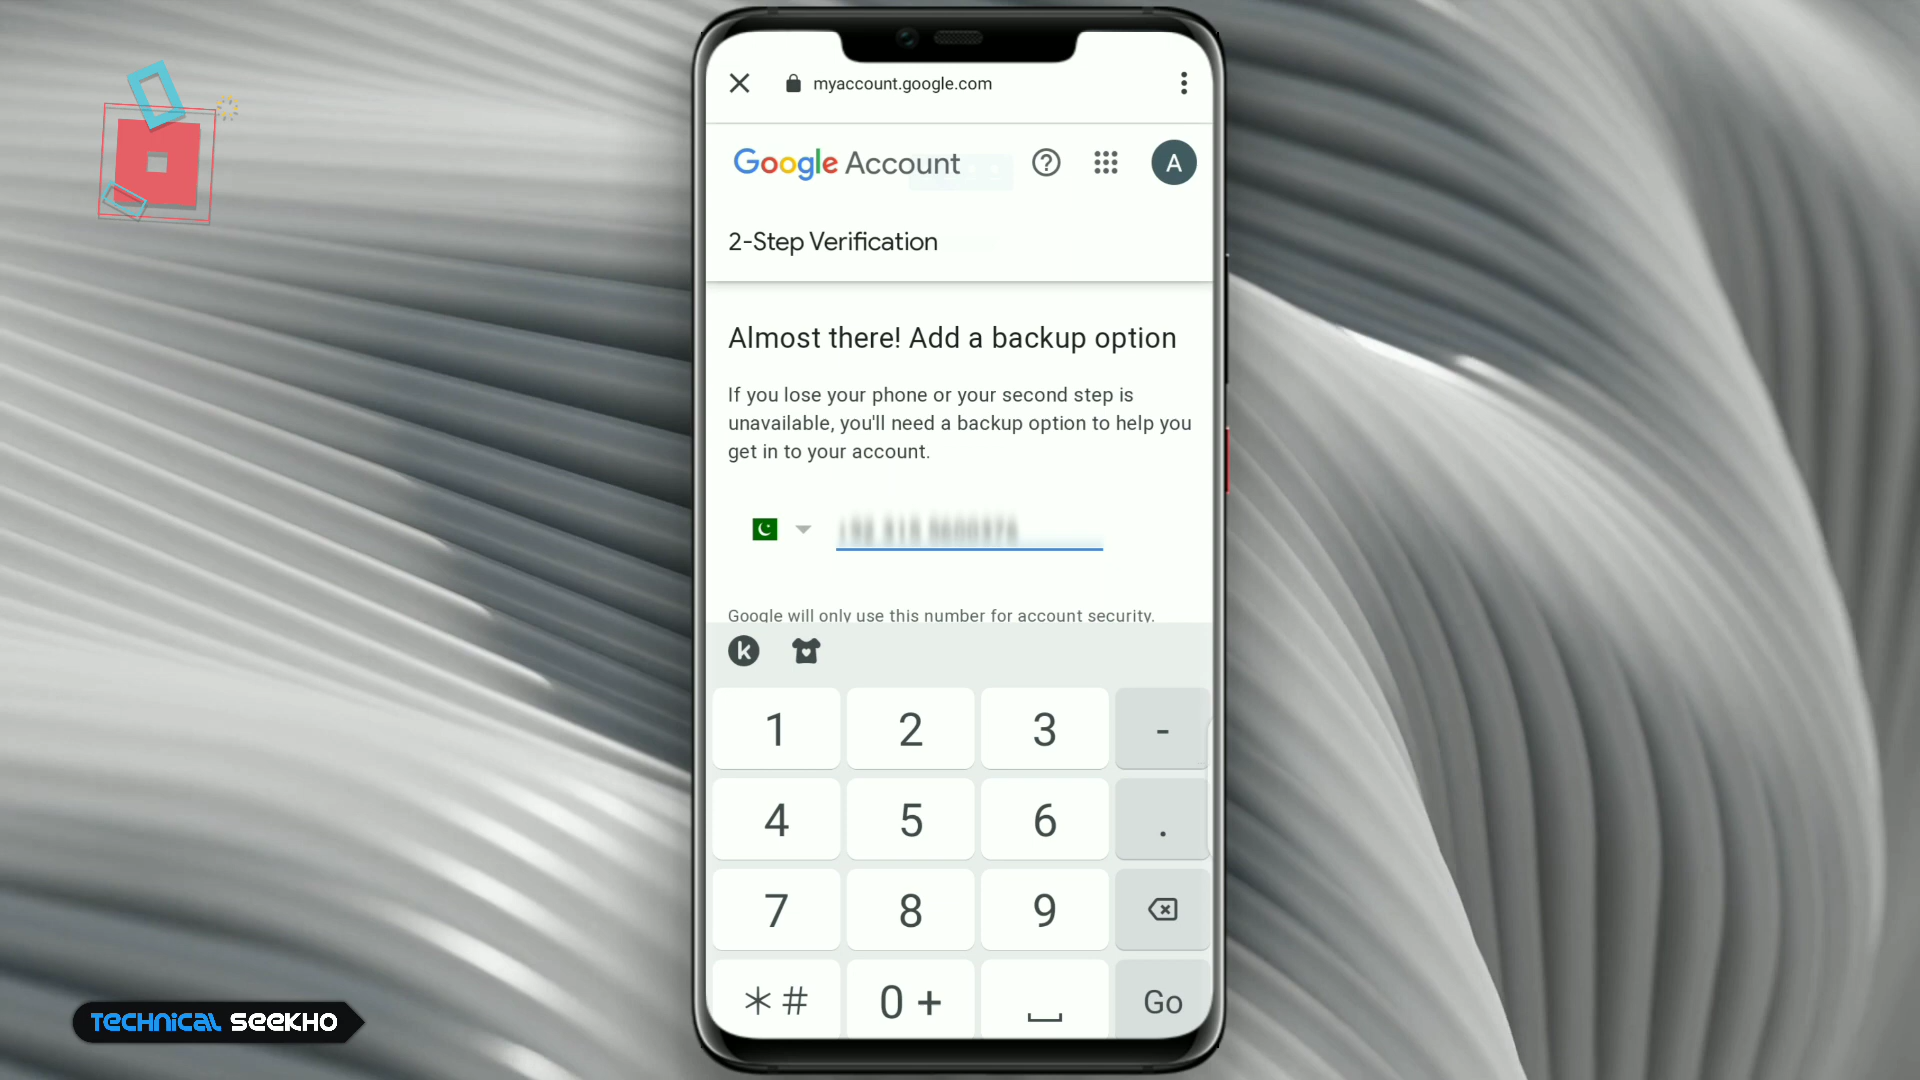 myaccount.google.com
Google Account
A
2-Step Verification
Almost there! Add a backup option
If you lose your phone or your second step is
unavailable, you'll need a backup option to help you
get in to your account.
Google will only use this number for account security.
k
1 2 3 -
4 5 6 .
7 8 9
* # 0 + Go
TECHNICAL SEEKHO